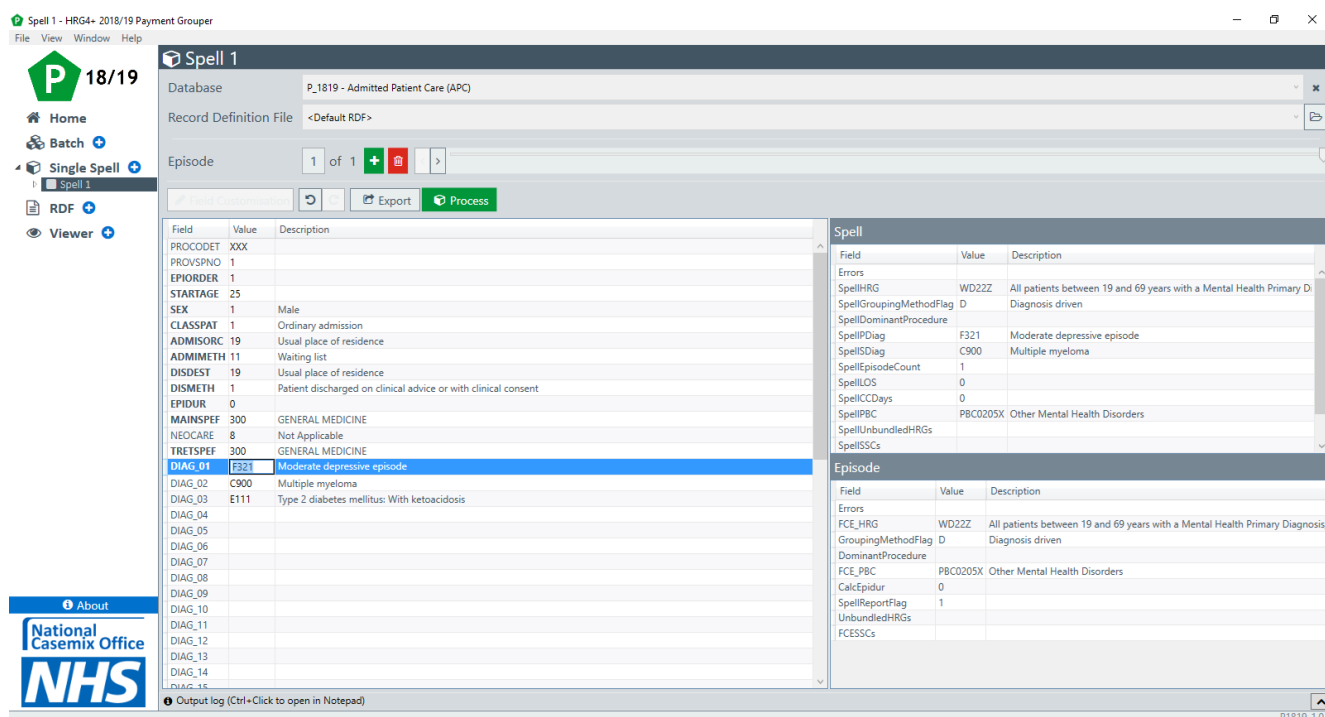 Spell 1 - HRG4+ 2018/19 Payment Grouper
File View Window Help
P 18/19
Home
Batch
Single Spell
Spell 1
RDF
Viewer
About
National
Casemix Office
NHS
Spell 1
Database P_1819 - Admitted Patient Care (APC)
Record Definition File <Default RDF>
Episode 1 of 1
Export Process
Field Value Description
PROCODET XXX
PROVSPNO 1
EPIORDER 1
STARTAGE 25
SEX 1 Male
CLASSPAT 1 Ordinary admission
ADMISORC 19 Usual place of residence
ADMIMETH 11 Waiting list
DISDEST 19 Usual place of residence
DISMETH 1 Patient discharged on clinical advice or with clinical consent
EPIDUR 0
MAINSPEF 300 GENERAL MEDICINE
NEOCARE 8 Not Applicable
TRETSPEF 300 GENERAL MEDICINE
DIAG_01 F321 Moderate depressive episode
DIAG_02 C900 Multiple myeloma
DIAG_03 E111 Type 2 diabetes mellitus: With ketoacidosis
DIAG_04
DIAG_05
DIAG_06
DIAG_07
DIAG_08
DIAG_09
DIAG_10
DIAG_11
DIAG_12
DIAG_13
DIAG_14
DIAG_15
Spell
Field Value Description
Errors
SpellHRG WD22Z All patients between 19 and 69 years with a Mental Health Primary Di
SpellGroupingMethodFlag D Diagnosis driven
SpellDominantProcedure
SpellPDiag F321 Moderate depressive episode
SpellSDiag C900 Multiple myeloma
SpellEpisodeCount 1
SpellLOS 0
SpellCCDays 0
SpellPBC PBC0205X Other Mental Health Disorders
SpellUnbundledHRGs
SpellSSCs
Episode
Field Value Description
Errors
FCE_HRG WD22Z All patients between 19 and 69 years with a Mental Health Primary Diagnosis
GroupingMethodFlag D Diagnosis driven
DominantProcedure
FCE_PBC PBC0205X Other Mental Health Disorders
CalcEpidur 0
SpellReportFlag 1
UnbundledHRGs
FCESSCs
Output log (Ctrl+Click to open in Notepad)